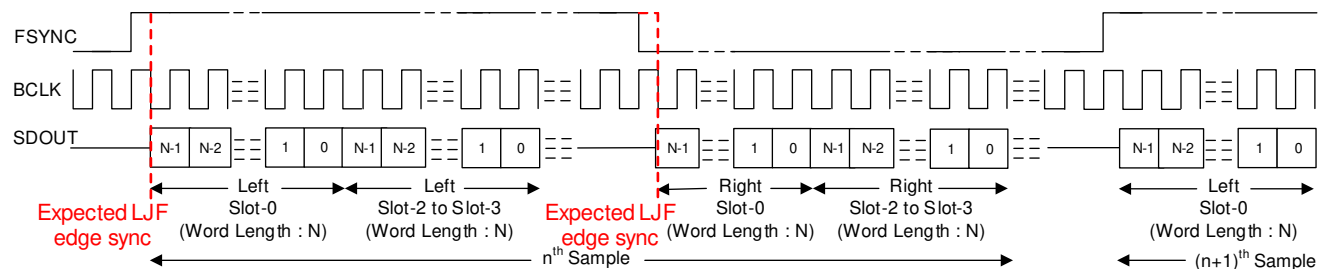 FSYNC
BCLK
SDOUT
N-1 N-2 1 0 N-1 N-2 1 0 N-1 1 0 N-1 N-2 1 0 N-1 N-2 1 0
Left Left Right Right Left
Slot-0 Slot-2 to Slot-3 Slot-0 Slot-2 to Slot-3 Slot-0
(Word Length : N) (Word Length : N) (Word Length : N) (Word Length : N) (Word Length : N)
Expected LJF
edge sync
Expected LJF
edge sync
nth Sample
(n+1)th Sample